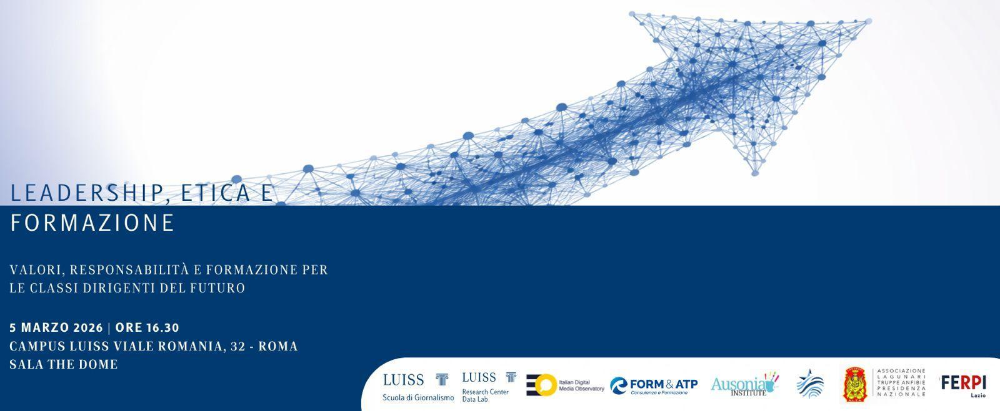 LEADERSHIP, ETICA E
FORMAZIONE
VALORI, RESPONSABILITÀ E FORMAZIONE PER
LE CLASSI DIRIGENTI DEL FUTURO
5 MARZO 2026 | ORE 16.30
CAMPUS LUISS VIALE ROMANIA, 32 - ROMA
SALA THE DOME
LUISS
Scuola di Giornalismo
LUISS
Research Center
Data Lab
Italian Digital
Media Observatory
FORM & ATP
Consulenza e Formazione
Ausonia
INSTITUTE
ASSOCIAZIONE
LAGUNARI
TRUPPE ANFIBIE
PRESIDENZA
NAZIONALE
FERPI
Lazio